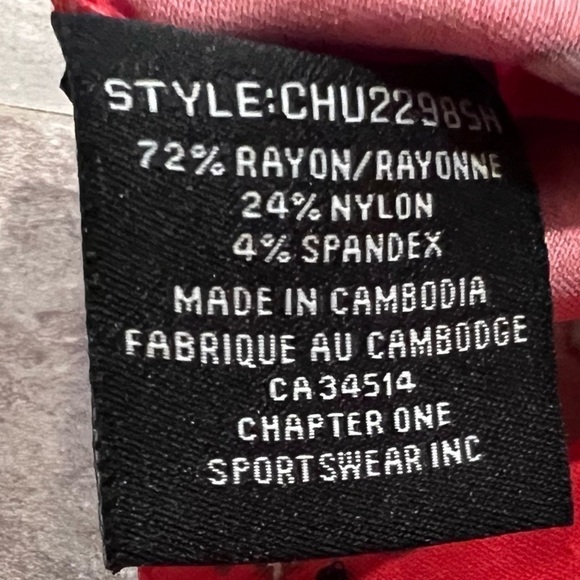 STYLE:CHU2298SH
72% RAYON/RAYONNE
24% NYLON
4% SPANDEX
MADE IN CAMBODIA
FABRIQUE AU CAMBODGE
CA34514
CHAPTER ONE
SPORTSWEAR INC